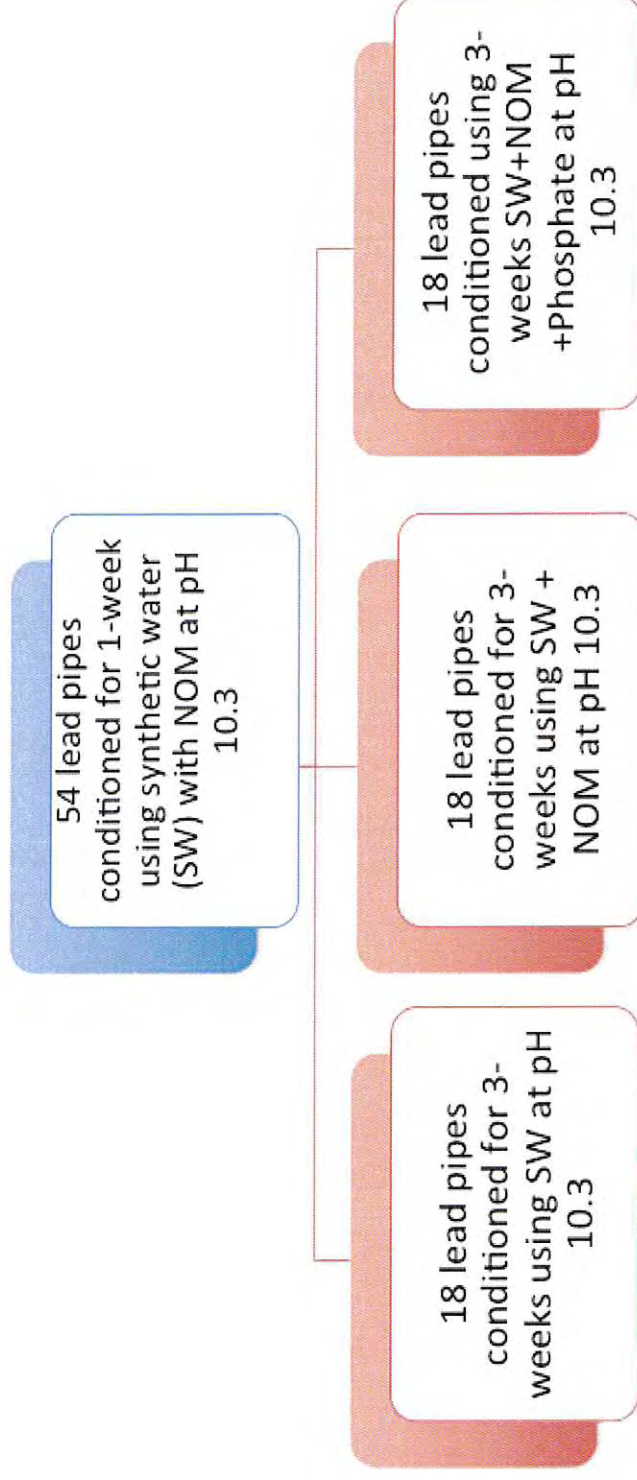 54 lead pipes
conditioned for 1-week
using synthetic water
(SW) with NOM at pH
10.3
18 lead pipes
conditioned for 3-
weeks using SW at pH
10.3
18 lead pipes
conditioned for 3-
weeks using SW +
NOM at pH 10.3
18 lead pipes
conditioned using 3-
weeks SW+NOM
+Phosphate at pH
10.3